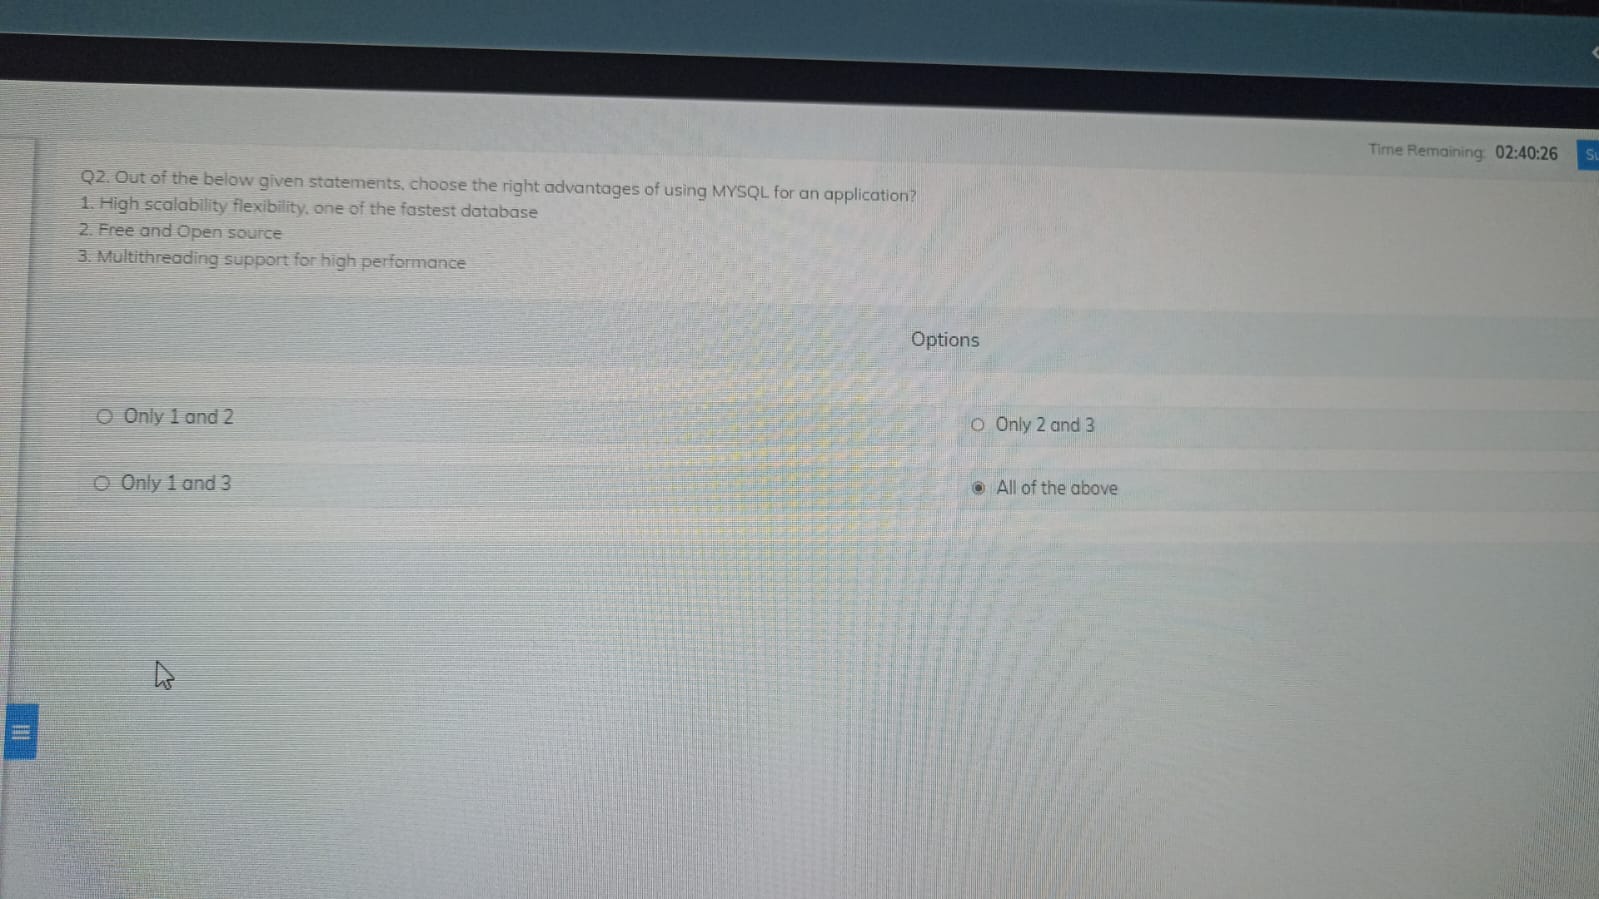 Time Remaining: 02:40:26
Q2. Out of the below given statements, choose the right advantages of using MYSQL for an application?
1. High scalability flexibility, one of the fastest database
2. Free and Open source
3. Multithreading support for high performance
Options
Only 1 and 2
Only 2 and 3
Only 1 and 3
All of the above